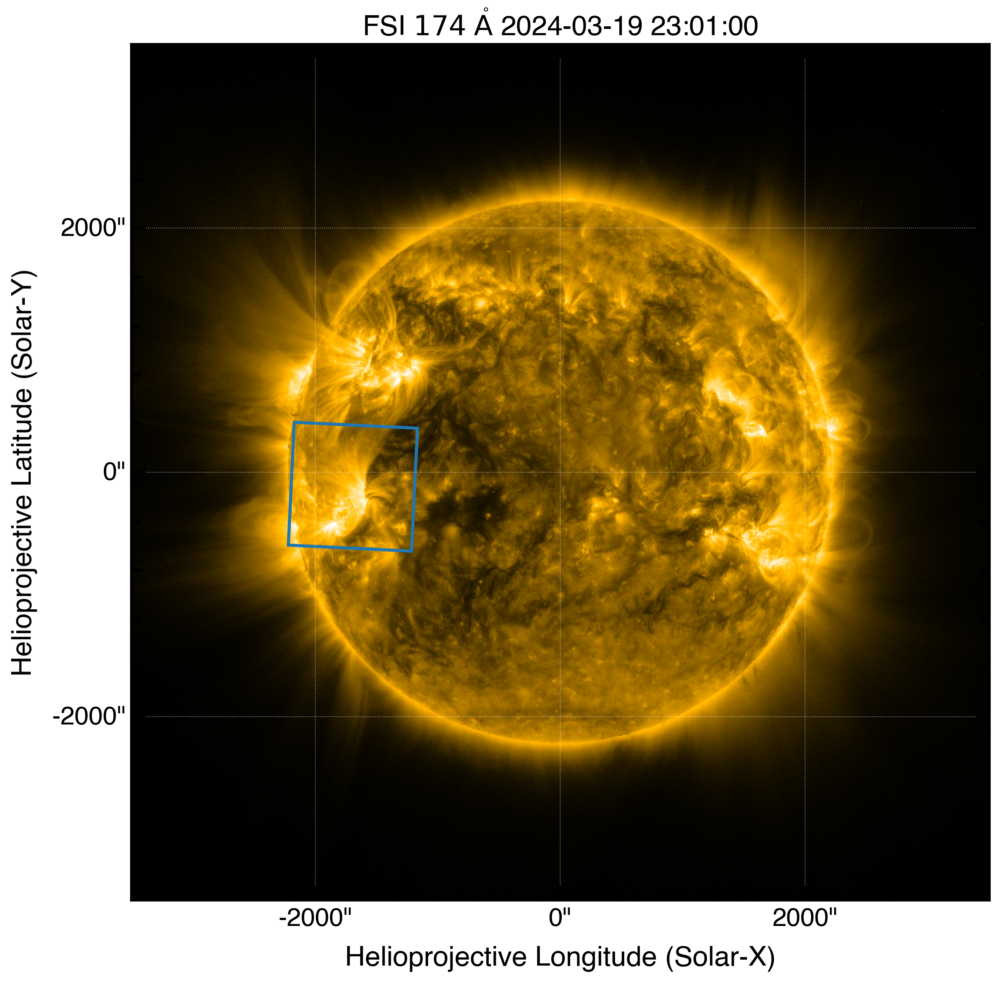 FSI 174 Å 2024-03-19 23:01:00
Helioprojective Latitude (Solar-Y)
2000"
0"
-2000"
-2000"
0"
2000"
Helioprojective Longitude (Solar-X)